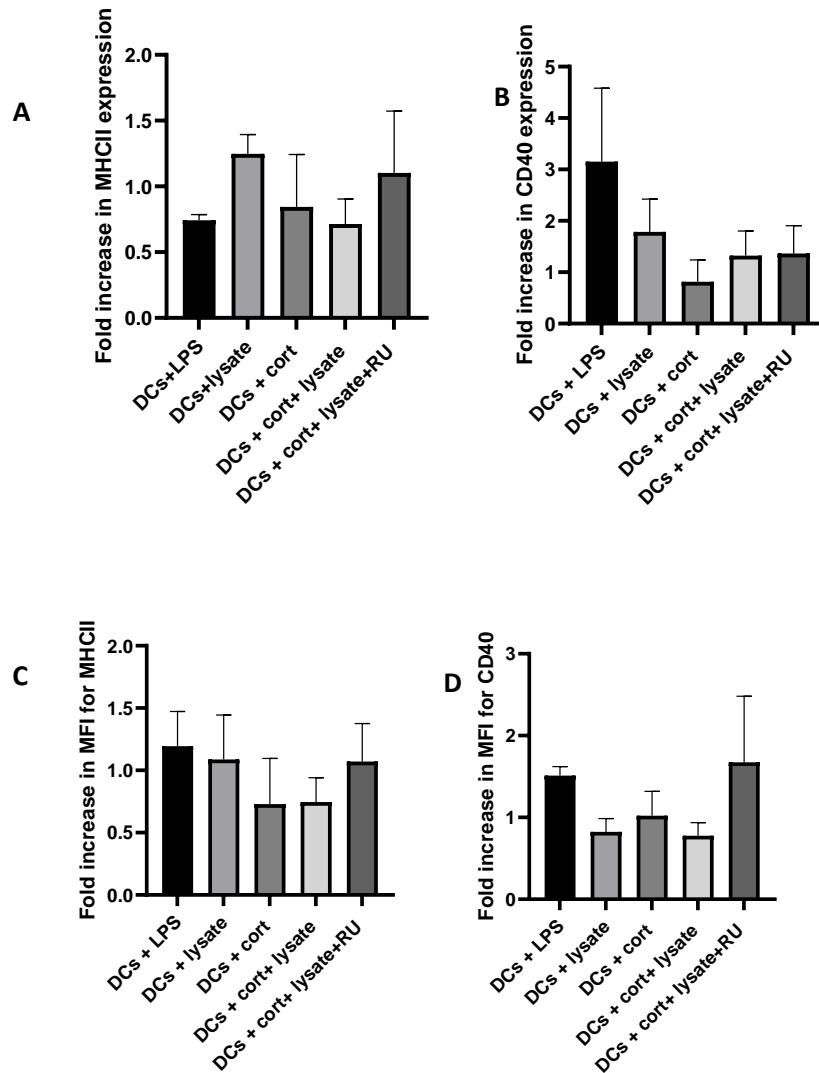 A
Fold increase in MHCII expression
2.0
1.5
1.0
0.5
0.0
DCs+LPS
DCs+lysate
DCs + cort
DCs + cort+ lysate
DCs + cort+ lysate+RU
B
Fold increase in CD40 expression
5
4
3
2
1
0
DCs + LPS
DCs + lysate
DCs + cort
DCs + cort+ lysate
DCs + cort+ lysate+RU
C
Fold increase in MFI for MHCII
2.0
1.5
1.0
0.5
0.0
DCs + LPS
DCs + lysate
DCs + cort
DCs + cort+ lysate
DCs + cort+ lysate+RU
D
Fold increase in MFI for CD40
3
2
1
0
DCs + LPS
DCs + lysate
DCs + cort
DCs + cort+ lysate
DCs + cort+ lysate+RU